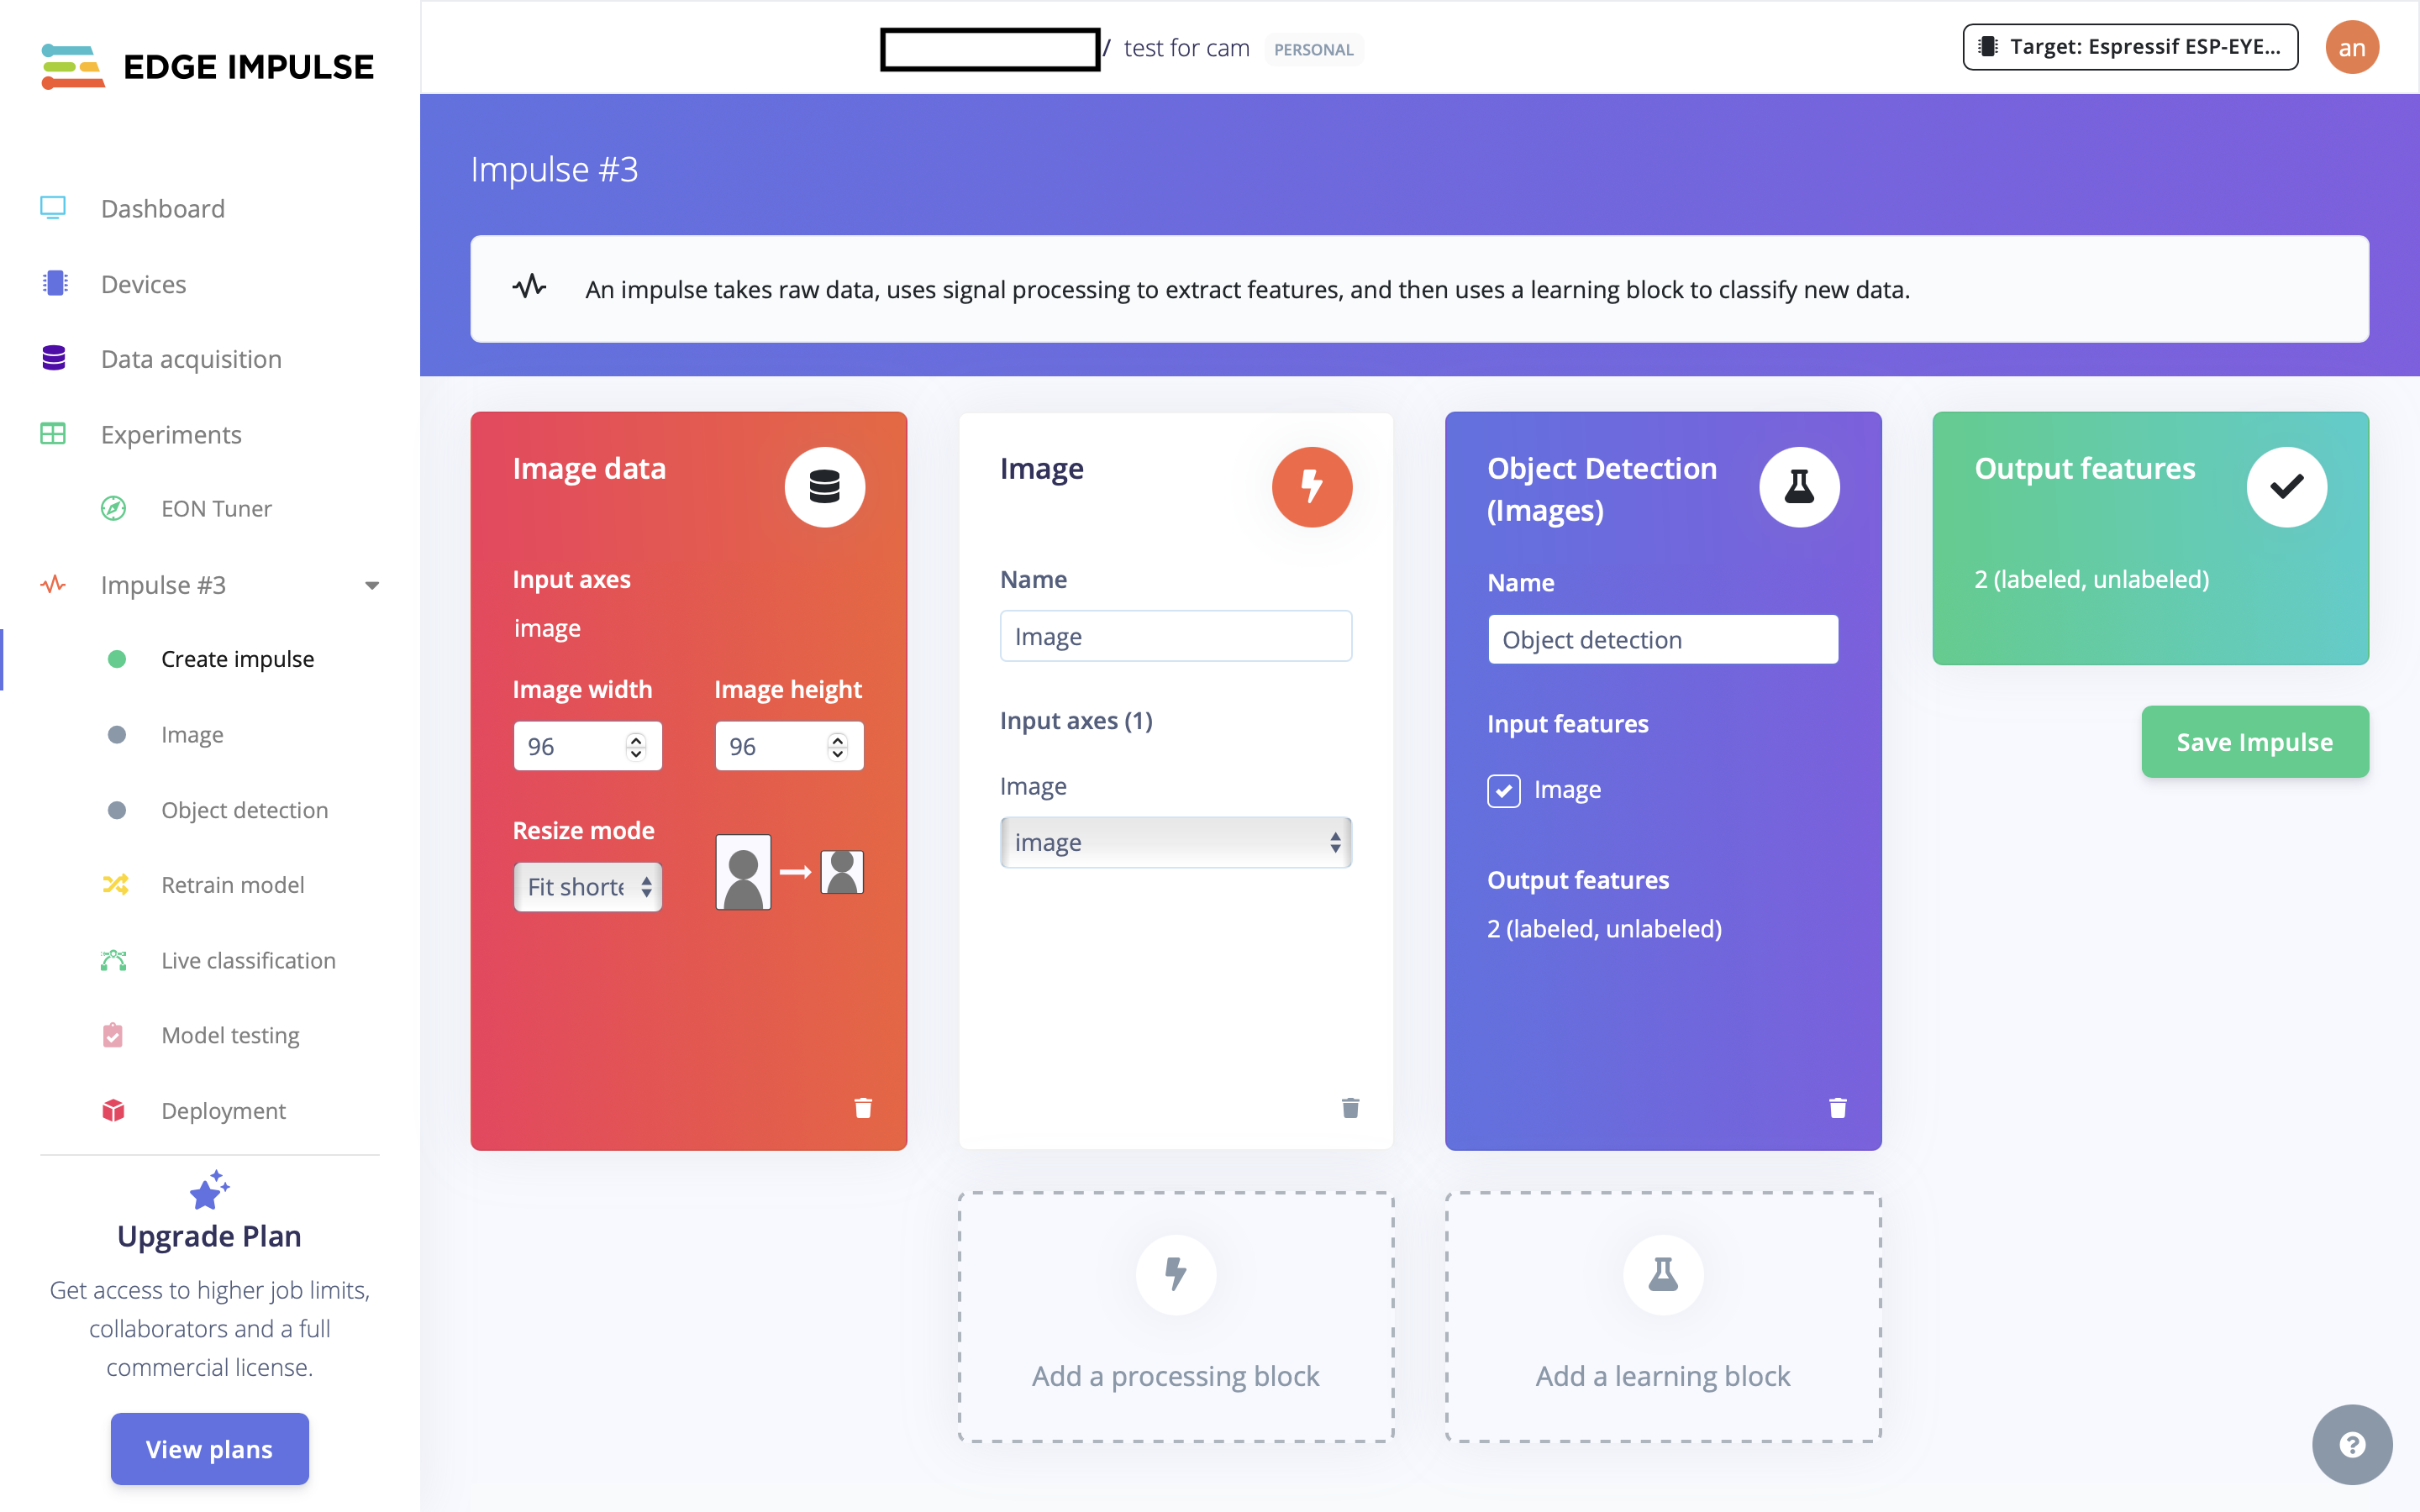 EDGE IMPULSE
/ test for cam PERSONAL
Target: Espressif ESP-EYE...
an
Dashboard
Devices
Data acquisition
Experiments
EON Tuner
Impulse #3
Create impulse
Image
Object detection
Retrain model
Live classification
Model testing
Deployment
Upgrade Plan
Get access to higher job limits,
collaborators and a full
commercial license.
View plans
Impulse #3
An impulse takes raw data, uses signal processing to extract features, and then uses a learning block to classify new data.
Image data
Input axes
image
Image width
Image height
96
96
Resize mode
Fit shorte
Image
Name
Image
Input axes (1)
Image
image
Object Detection
(Images)
Name
Object detection
Input features
Image
Output features
2 (labeled, unlabeled)
Output features
2 (labeled, unlabeled)
Save Impulse
Add a processing block
Add a learning block
?